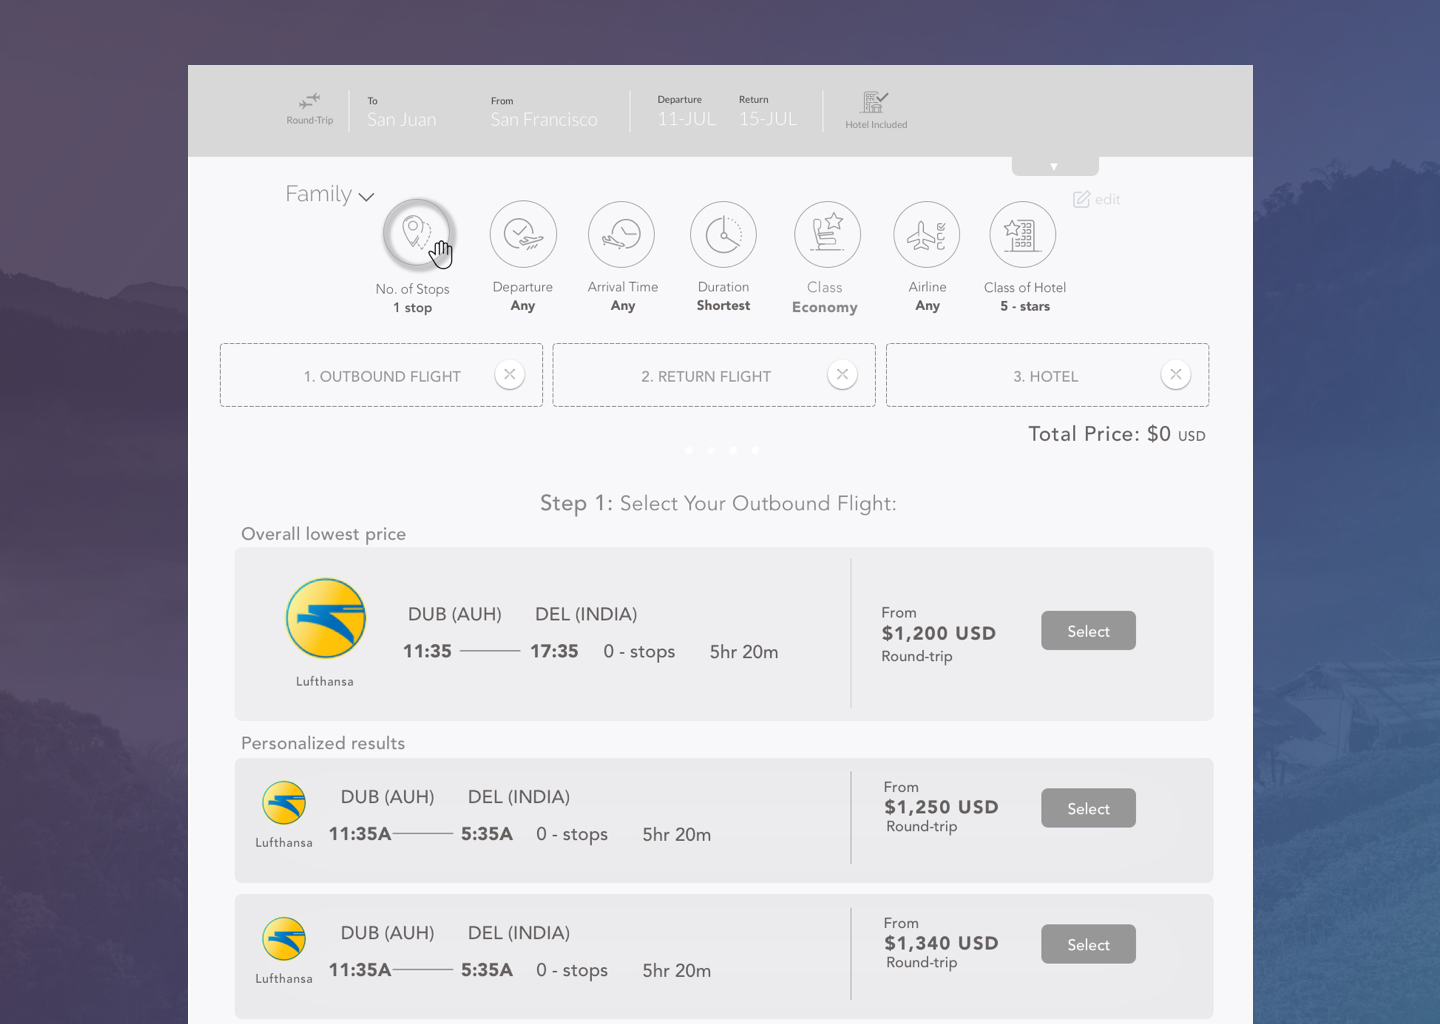 Round-Trip
To
San Juan
From
San Francisco
Departure
11-JUL
Return
15-JUL
Hotel Included
Family
edit
No. of Stops
1 stop
Departure
Any
Arrival Time
Any
Duration
Shortest
Class
Economy
Airline
Any
Class of Hotel
5 - stars
1. OUTBOUND FLIGHT
2. RETURN FLIGHT
3. HOTEL
Total Price: $0 USD
Step 1: Select Your Outbound Flight:
Overall lowest price
Lufthansa
DUB (AUH) DEL (INDIA)
11:35 17:35 0 - stops 5hr 20m
From
$1,200 USD
Round-trip
Select
Personalized results
Lufthansa
DUB (AUH) DEL (INDIA)
11:35A 5:35A 0 - stops 5hr 20m
From
$1,250 USD
Round-trip
Select
Lufthansa
DUB (AUH) DEL (INDIA)
11:35A 5:35A 0 - stops 5hr 20m
From
$1,340 USD
Round-trip
Select